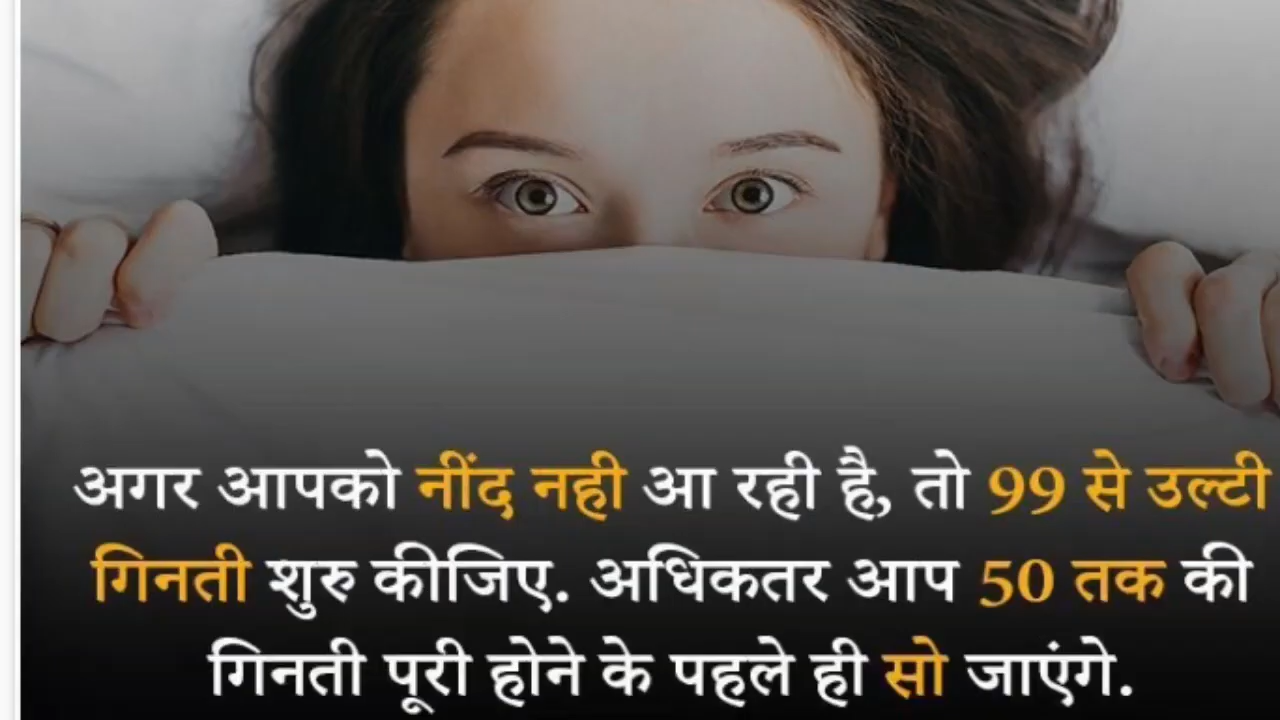 अगर आपको नींद नही आ रही है, तो 99 से उल्टी
गिनती शुरु कीजिए. अधिकतर आप 50 तक की
गिनती पूरी होने के पहले ही सो जाएंगे.